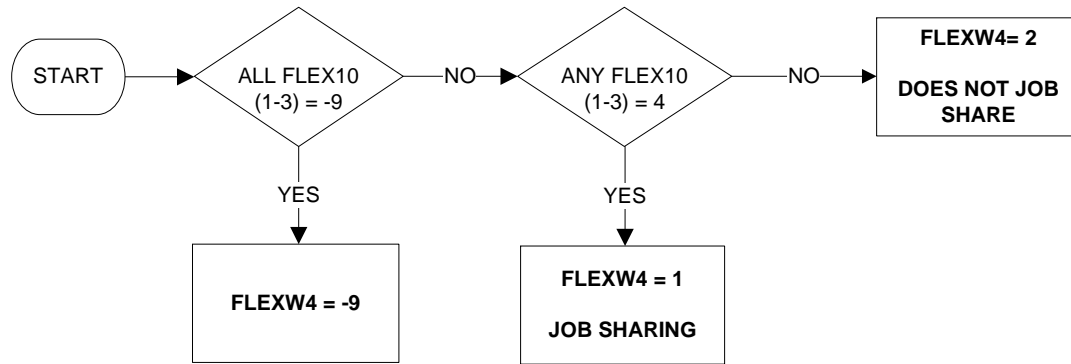 START
ALL FLEX10
(1-3) = -9
NO
ANY FLEX10
(1-3) = 4
NO
FLEXW4= 2
DOES NOT JOB
SHARE
YES
YES
FLEXW4 = -9
FLEXW4 = 1
JOB SHARING